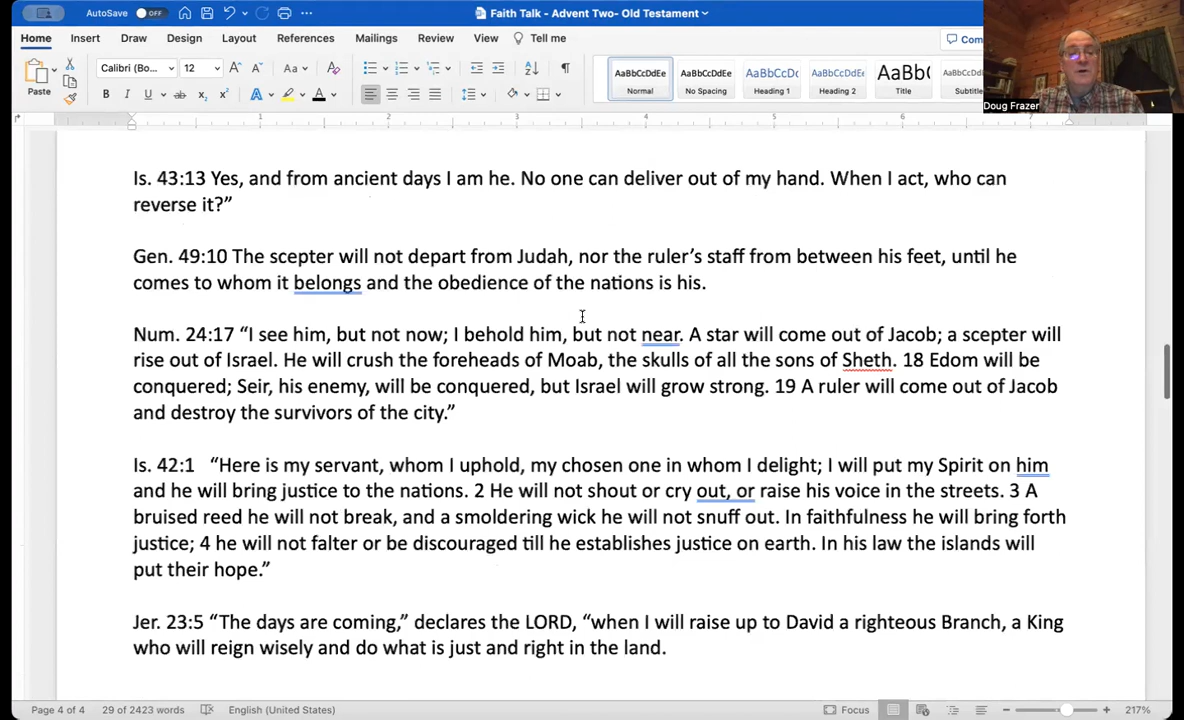 AutoSave OFF
Faith Talk - Advent Two- Old Testament
Home Insert Draw Design Layout References Mailings Review View Tell me
Paste
Calibri (Bo... 12
AaBbCcDdEe
Normal
AaBbCcDdEe
No Spacing
AaBbCcDc
Heading 1
AaBbCcDdEe
Heading 2
AaBbC
Title
AaBbCcDdEe
Subtitle
Doug Frazer
1 2 3 4 5 6 7
Is. 43:13 Yes, and from ancient days I am he. No one can deliver out of my hand. When I act, who can
reverse it?”
Gen. 49:10 The scepter will not depart from Judah, nor the ruler’s staff from between his feet, until he
comes to whom it belongs and the obedience of the nations is his.
Num. 24:17 “I see him, but not now; I behold him, but not near. A star will come out of Jacob; a scepter will
rise out of Israel. He will crush the foreheads of Moab, the skulls of all the sons of Sheth. 18 Edom will be
conquered; Seir, his enemy, will be conquered, but Israel will grow strong. 19 A ruler will come out of Jacob
and destroy the survivors of the city.”
Is. 42:1 “Here is my servant, whom I uphold, my chosen one in whom I delight; I will put my Spirit on him
and he will bring justice to the nations. 2 He will not shout or cry out, or raise his voice in the streets. 3 A
bruised reed he will not break, and a smoldering wick he will not snuff out. In faithfulness he will bring forth
justice; 4 he will not falter or be discouraged till he establishes justice on earth. In his law the islands will
put their hope.”
Jer. 23:5 “The days are coming,” declares the LORD, “when I will raise up to David a righteous Branch, a King
who will reign wisely and do what is just and right in the land.
Page 4 of 4 29 of 2423 words English (United States) Focus 217%